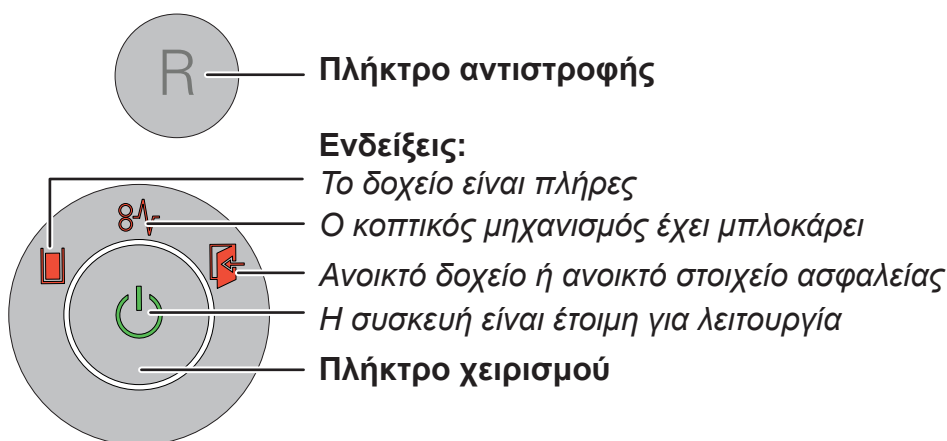 R
Πλήκτρο αντιστροφής
Ενδείξεις:
Το δοχείο είναι πλήρες
Ο κοπτικός μηχανισμός έχει μπλοκάρει
Ανοικτό δοχείο ή ανοικτό στοιχείο ασφαλείας
Η συσκευή είναι έτοιμη για λειτουργία
Πλήκτρο χειρισμού